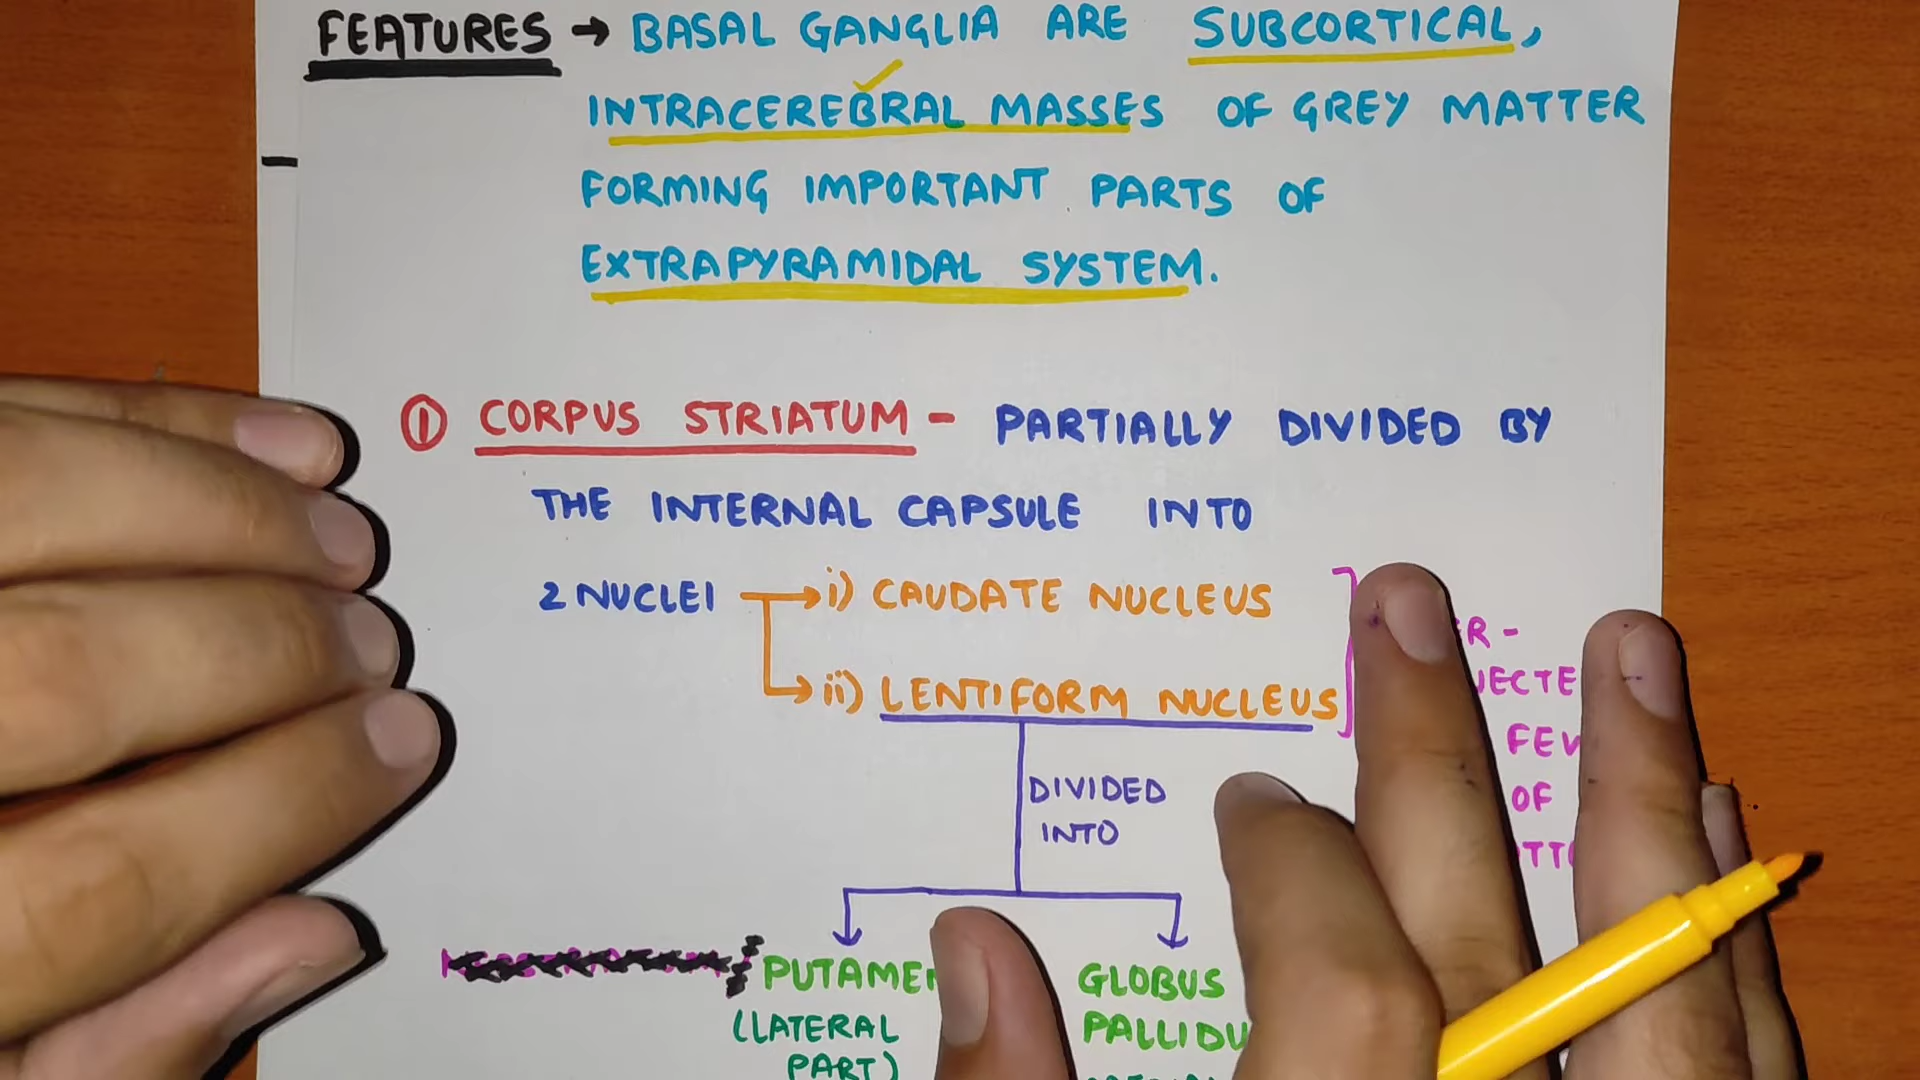 FEATURES → BASAL GANGLIA ARE SUBCORTICAL,
INTRACEREBRAL MASSES OF GREY MATTER
FORMING IMPORTANT PARTS OF
EXTRAPYRAMIDAL SYSTEM.
① CORPUS STRIATUM - PARTIALLY DIVIDED BY
THE INTERNAL CAPSULE INTO
2 NUCLEI → i) CAUDATE NUCLEUS
ii) LENTIFORM NUCLEUS
DIVIDED
INTO
OF
GLOBUS
(LATERAL
PART)